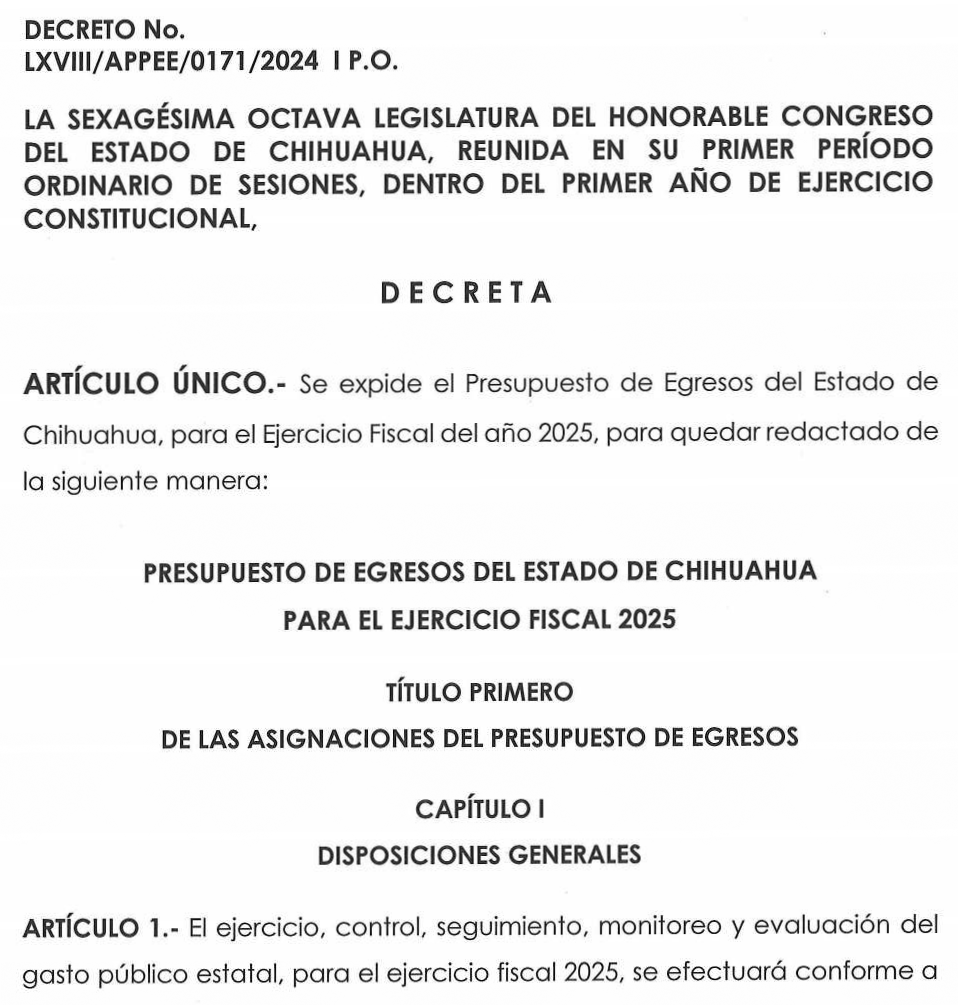 DECRETO No.
LXVIII/APPEE/0171/2024 I P.O.
LA SEXAGÉSIMA OCTAVA LEGISLATURA DEL HONORABLE CONGRESO
DEL ESTADO DE CHIHUAHUA, REUNIDA EN SU PRIMER PERÍODO
ORDINARIO DE SESIONES, DENTRO DEL PRIMER AÑO DE EJERCICIO
CONSTITUCIONAL,
D E C R E T A
ARTÍCULO ÚNICO.- Se expide el Presupuesto de Egresos del Estado de
Chihuahua, para el Ejercicio Fiscal del año 2025, para quedar redactado de
la siguiente manera:
PRESUPUESTO DE EGRESOS DEL ESTADO DE CHIHUAHUA
PARA EL EJERCICIO FISCAL 2025
TÍTULO PRIMERO
DE LAS ASIGNACIONES DEL PRESUPUESTO DE EGRESOS
CAPÍTULO I
DISPOSICIONES GENERALES
ARTÍCULO 1.- El ejercicio, control, seguimiento, monitoreo y evaluación del
gasto público estatal, para el ejercicio fiscal 2025, se efectuará conforme a